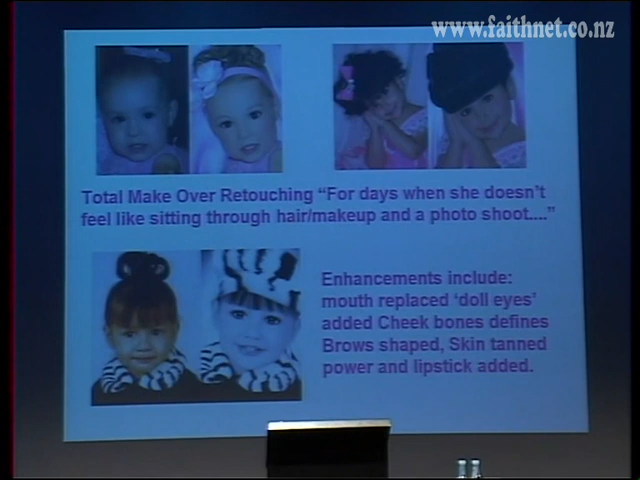 www.faithnet.co.nz
Total Make Over Retouching "For days when she doesn't
feel like sitting through hair/makeup and a photo shoot...."
Enhancements include:
mouth replaced 'doll eyes'
added Cheek bones defines
Brows shaped, Skin tanned
power and lipstick added.